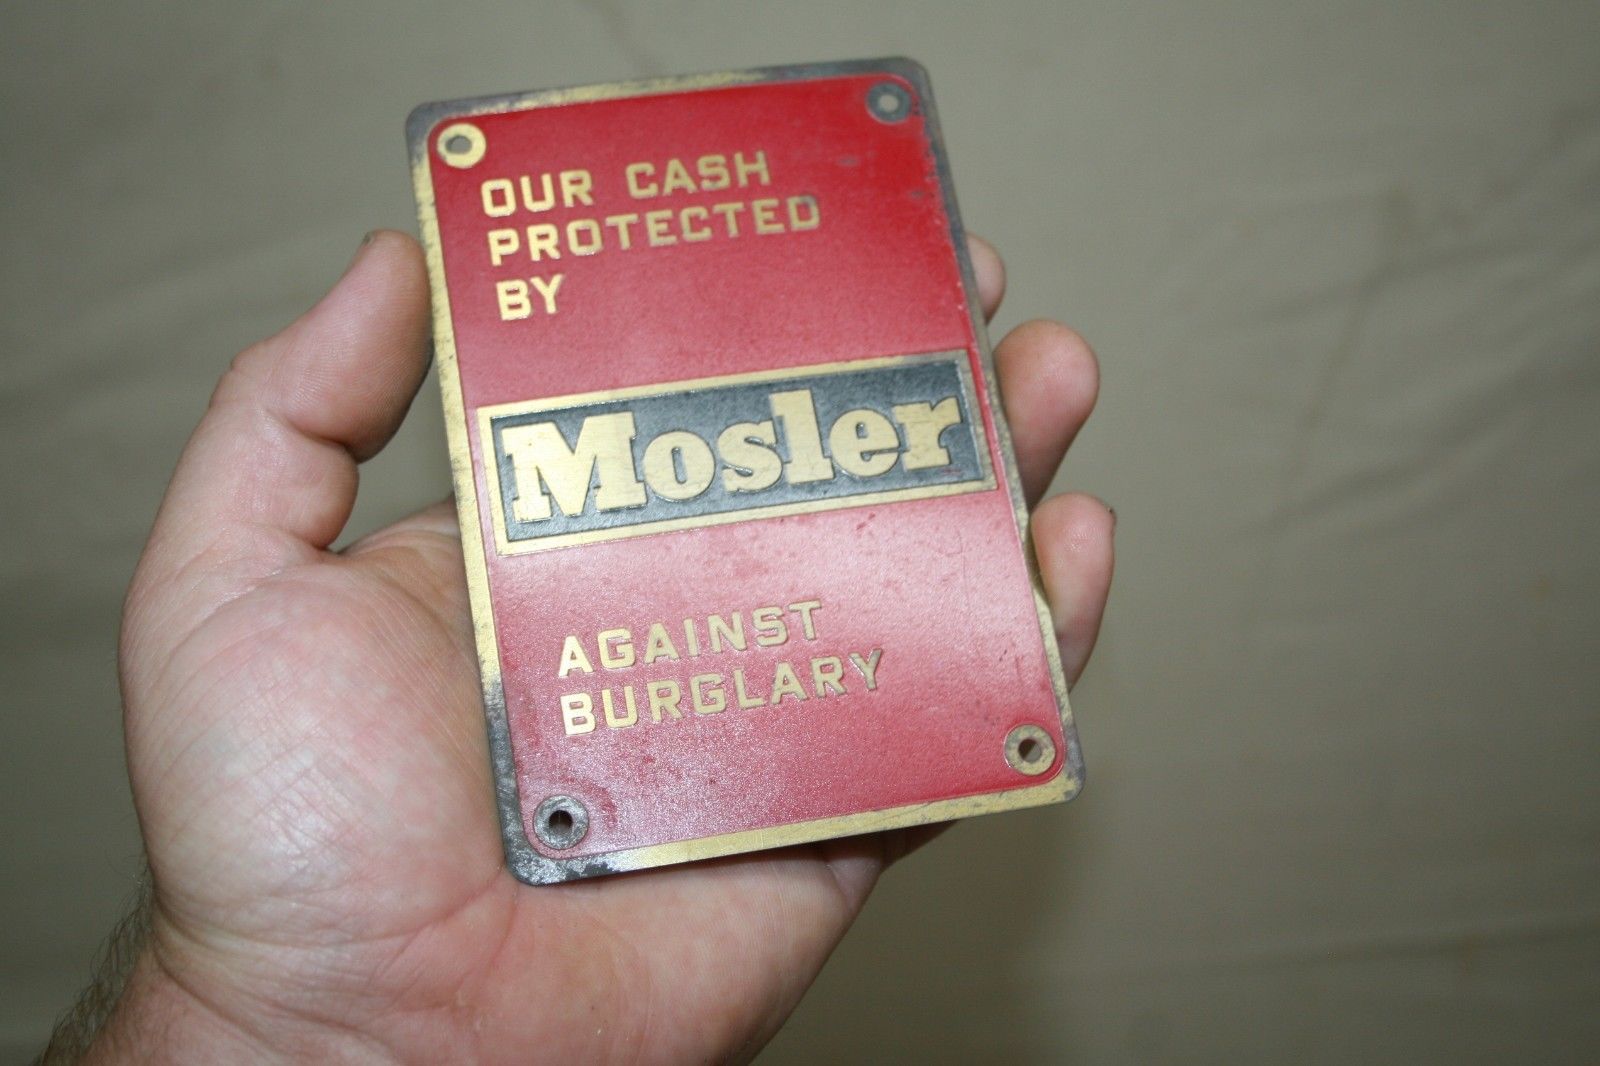 OUR CASH
PROTECTED
BY
Mosler
AGAINST
BURGLARY